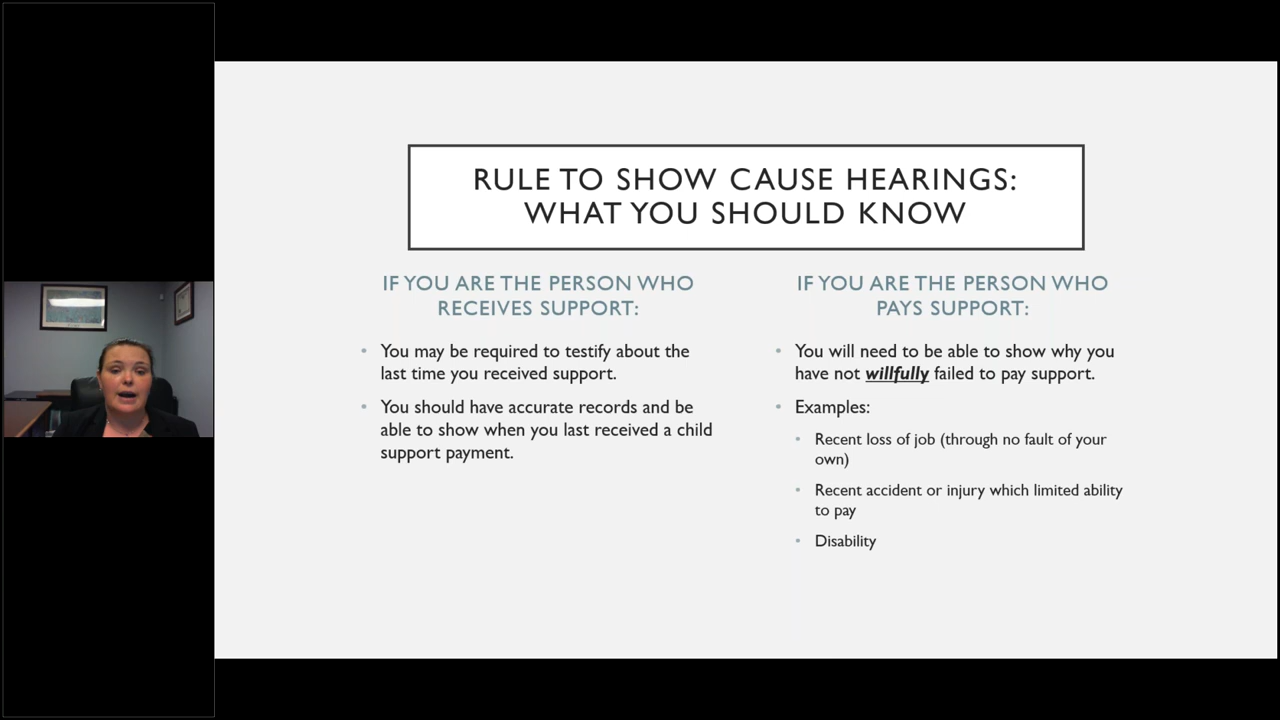 RULE TO SHOW CAUSE HEARINGS:
WHAT YOU SHOULD KNOW
IF YOU ARE THE PERSON WHO
RECEIVES SUPPORT:
• You may be required to testify about the
last time you received support.
• You should have accurate records and be
able to show when you last received a child
support payment.
IF YOU ARE THE PERSON WHO
PAYS SUPPORT:
• You will need to be able to show why you
have not willfully failed to pay support.
• Examples:
• Recent loss of job (through no fault of your
own)
• Recent accident or injury which limited ability
to pay
• Disability